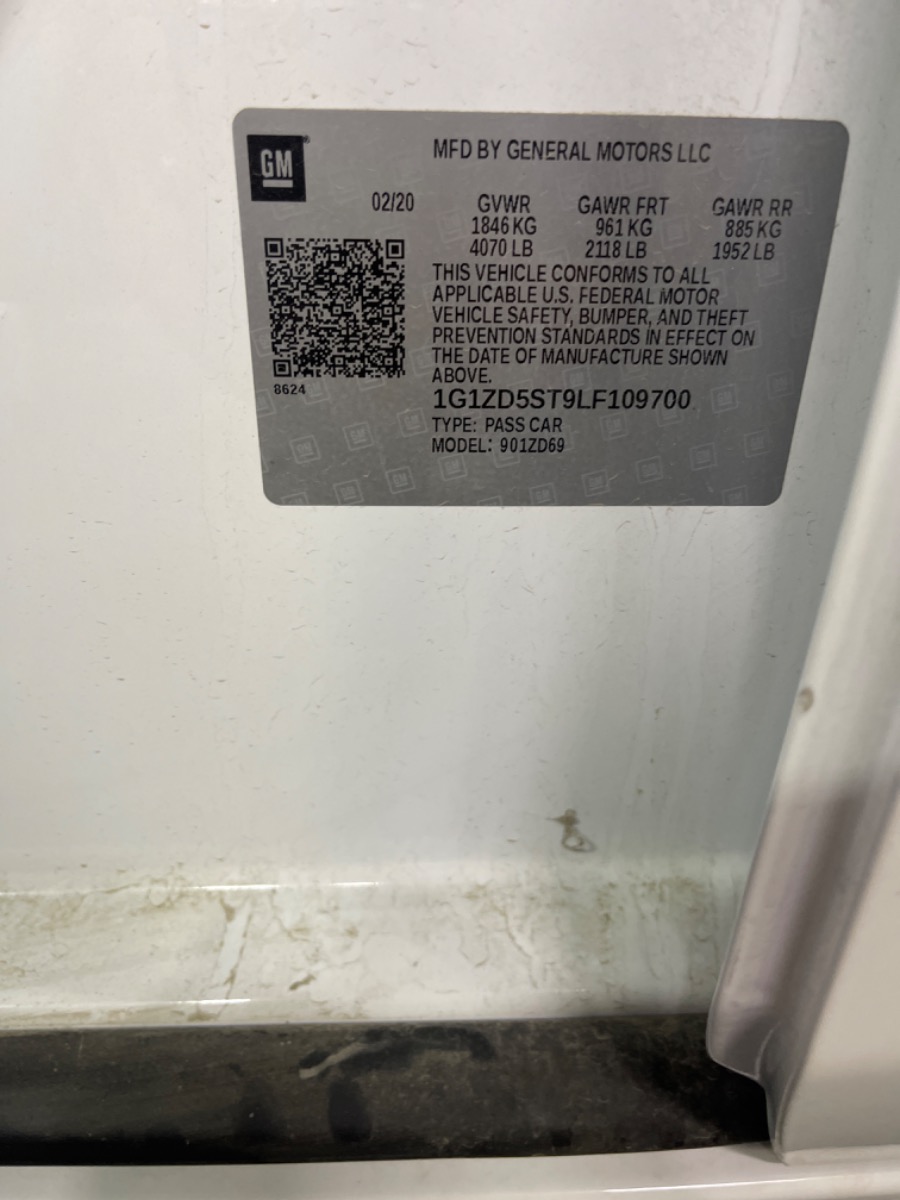 GM
MFD BY GENERAL MOTORS LLC
02/20 GVWR GAWR FRT GAWR RR
1846 KG 961 KG 885 KG
4070 LB 2118 LB 1952 LB
THIS VEHICLE CONFORMS TO ALL
APPLICABLE U.S. FEDERAL MOTOR
VEHICLE SAFETY, BUMPER, AND THEFT
PREVENTION STANDARDS IN EFFECT ON
THE DATE OF MANUFACTURE SHOWN
ABOVE.
8624
1G1ZD5ST9LF109700
TYPE: PASS CAR
MODEL: 901ZD69